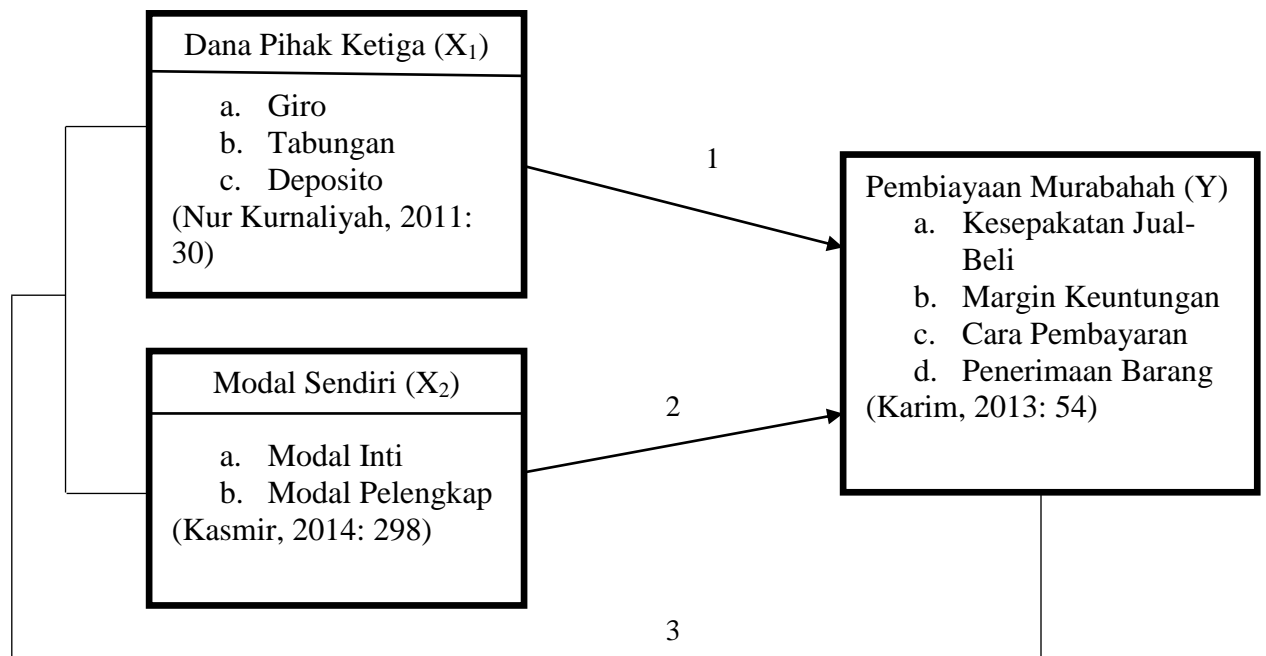 Dana Pihak Ketiga (X₁)
a. Giro
b. Tabungan
c. Deposito
(Nur Kurnaliyah, 2011:
30)
1
Pembiayaan Murabahah (Y)
a. Kesepakatan Jual-
Beli
b. Margin Keuntungan
c. Cara Pembayaran
d. Penerimaan Barang
(Karim, 2013: 54)
Modal Sendiri (X₂)
a. Modal Inti
b. Modal Pelengkap
(Kasmir, 2014: 298)
2
3